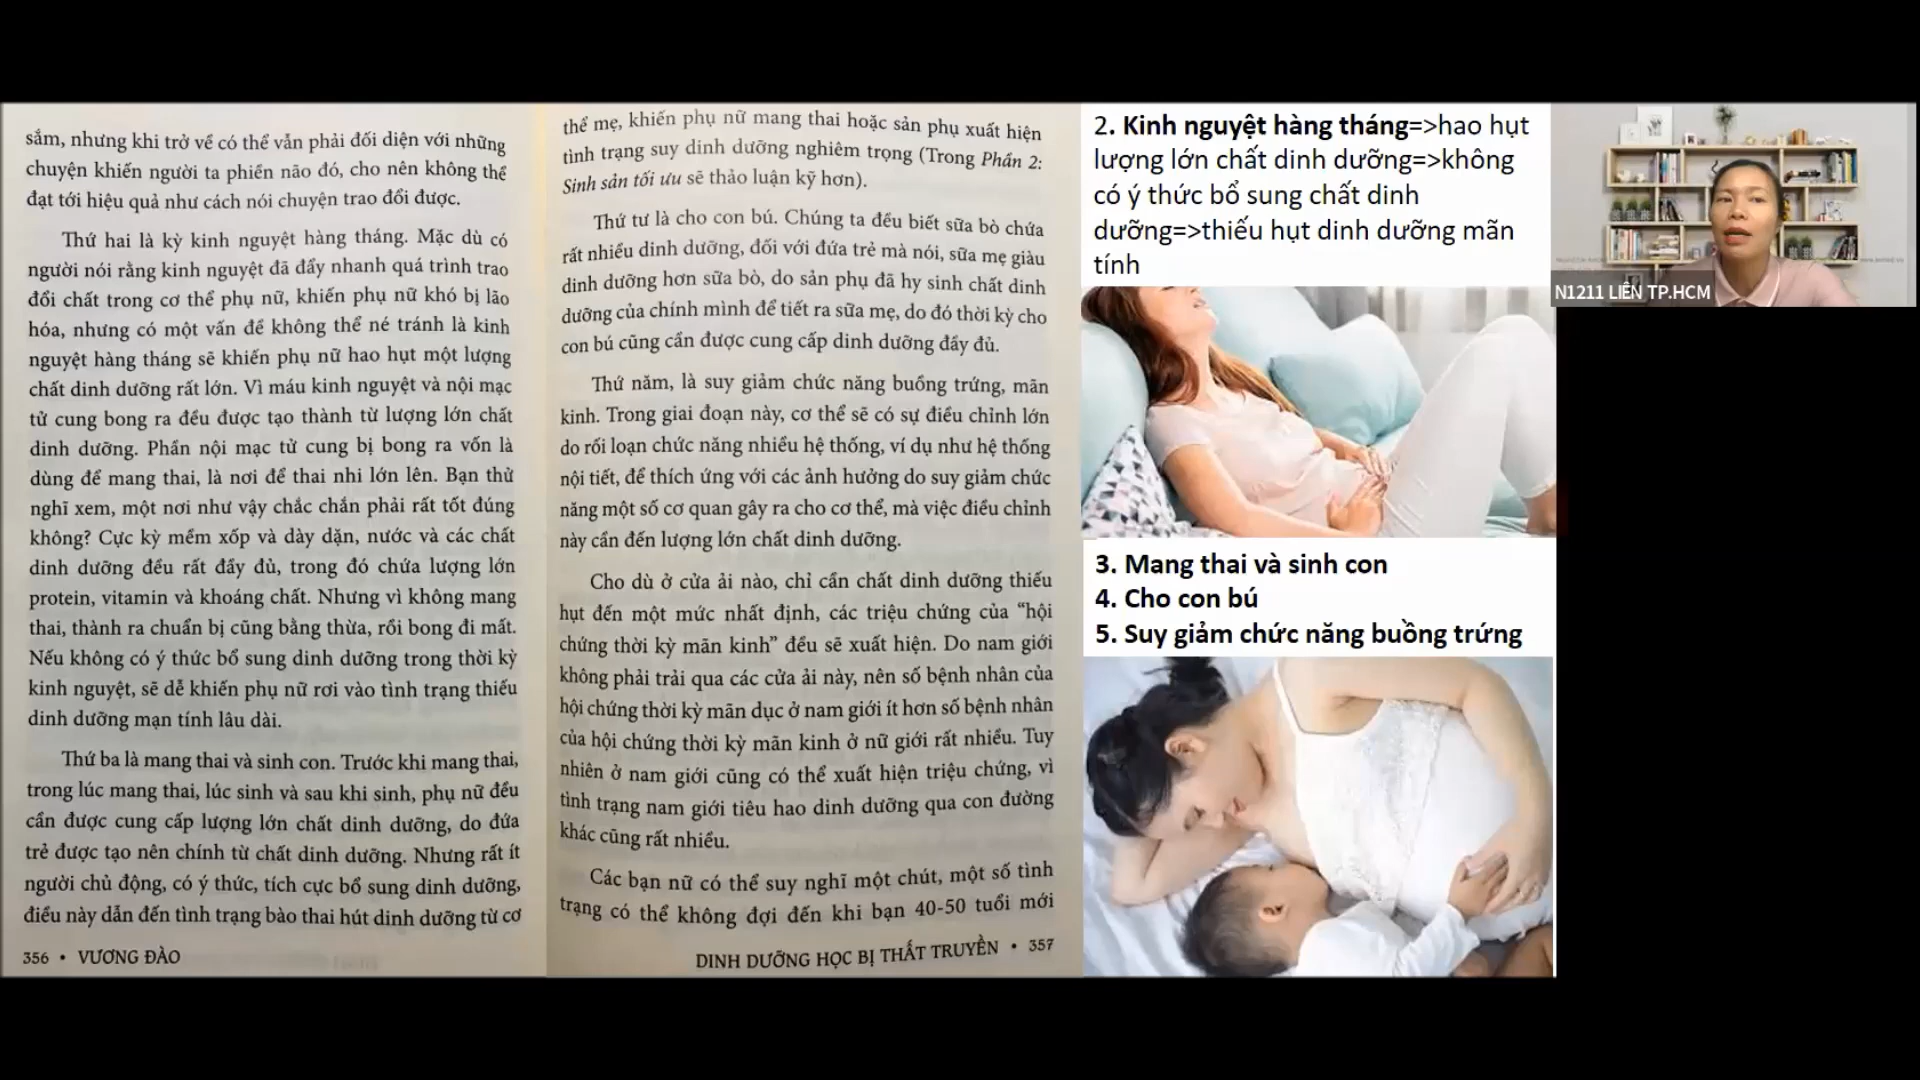 sắm, nhưng khi trở về có thể vẫn phải đối diện với những
chuyện khiến người ta phiền não đó, cho nên không thể
đạt tới hiệu quả như cách nói chuyện trao đổi được.
Thứ hai là kỳ kinh nguyệt hàng tháng. Mặc dù có
người nói rằng kinh nguyệt đã đẩy nhanh quá trình trao
đổi chất trong cơ thể phụ nữ, khiến phụ nữ khó bị lão
hóa, nhưng có một vấn đề không thể né tránh là kinh
nguyệt hàng tháng sẽ khiến phụ nữ hao hụt một lượng
chất dinh dưỡng rất lớn. Vì máu kinh nguyệt và nội mạc
tử cung bong ra đều được tạo thành từ lượng lớn chất
dinh dưỡng. Phần nội mạc tử cung bị bong ra vốn là
dùng để mang thai, là nơi để thai nhi lớn lên. Bạn thử
nghĩ xem, một nơi như vậy chắc chắn phải rất tốt đúng
không? Cực kỳ mềm xốp và dày dặn, nước và các chất
dinh dưỡng đều rất đầy đủ, trong đó chứa lượng lớn
protein, vitamin và khoáng chất. Nhưng vì không mang
thai, thành ra chuẩn bị cũng bằng thừa, rồi bong đi mất.
Nếu không có ý thức bổ sung dinh dưỡng trong thời kỳ
kinh nguyệt, sẽ dễ khiến phụ nữ rơi vào tình trạng thiếu
dinh dưỡng mạn tính lâu dài.
Thứ ba là mang thai và sinh con. Trước khi mang thai,
trong lúc mang thai, lúc sinh và sau khi sinh, phụ nữ đều
cần được cung cấp lượng lớn chất dinh dưỡng, do đứa
trẻ được tạo nên chính từ chất dinh dưỡng. Nhưng rất ít
người chủ động, có ý thức, tích cực bổ sung dinh dưỡng,
điều này dẫn đến tình trạng bào thai hút dinh dưỡng từ cơ
356 • VƯƠNG ĐÀO
thể mẹ, khiến phụ nữ mang thai hoặc sản phụ xuất hiện
tình trạng suy dinh dưỡng nghiêm trọng (Trong Phần 2:
Sinh sản tối ưu sẽ thảo luận kỹ hơn).
Thứ tư là cho con bú. Chúng ta đều biết sữa bò chứa
rất nhiều dinh dưỡng, đối với đứa trẻ mà nói, sữa mẹ giàu
dinh dưỡng hơn sữa bò, do sản phụ đã hy sinh chất dinh
dưỡng của chính mình để tiết ra sữa mẹ, do đó thời kỳ cho
con bú cũng cần được cung cấp dinh dưỡng đầy đủ.
Thứ năm, là suy giảm chức năng buồng trứng, mãn
kinh. Trong giai đoạn này, cơ thể sẽ có sự điều chỉnh lớn
do rối loạn chức năng nhiều hệ thống, ví dụ như hệ thống
nội tiết, để thích ứng với các ảnh hưởng do suy giảm chức
năng một số cơ quan gây ra cho cơ thể, mà việc điều chỉnh
này cần đến lượng lớn chất dinh dưỡng.
Cho dù ở cửa ải nào, chỉ cần chất dinh dưỡng thiếu
hụt đến một mức nhất định, các triệu chứng của “hội
chứng thời kỳ mãn kinh” đều sẽ xuất hiện. Do nam giới
không phải trải qua các cửa ải này, nên số bệnh nhân của
hội chứng thời kỳ mãn dục ở nam giới ít hơn số bệnh nhân
của hội chứng thời kỳ mãn kinh ở nữ giới rất nhiều. Tuy
nhiên ở nam giới cũng có thể xuất hiện triệu chứng, vì
tình trạng nam giới tiêu hao dinh dưỡng qua con đường
khác cũng rất nhiều.
Các bạn nữ có thể suy nghĩ một chút, một số tình
trạng có thể không đợi đến khi bạn 40-50 tuổi mới
DINH DƯỠNG HỌC BỊ THẤT TRUYỀN • 357
2. Kinh nguyệt hàng tháng=>hao hụt
lượng lớn chất dinh dưỡng=>không
có ý thức bổ sung chất dinh
dưỡng=>thiếu hụt dinh dưỡng mãn
tính
3. Mang thai và sinh con
4. Cho con bú
5. Suy giảm chức năng buồng trứng
N1211 LIÊN TP.HCM